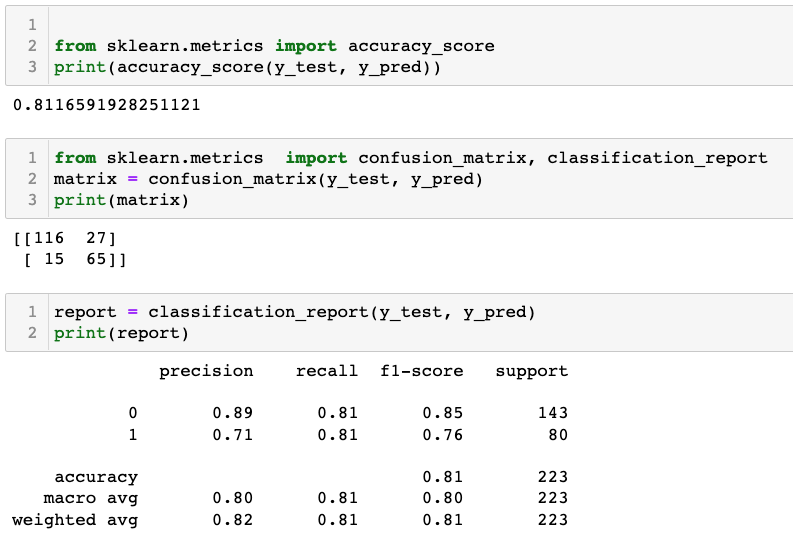 1
2 from sklearn.metrics import accuracy_score
3 print(accuracy_score(y_test, y_pred))
0.8116591928251121
1 from sklearn.metrics  import confusion_matrix, classification_report
2 matrix = confusion_matrix(y_test, y_pred)
3 print(matrix)
[[116  27]
 [ 15  65]]
1 report = classification_report(y_test, y_pred)
2 print(report)
              precision    recall  f1-score   support
           0       0.89      0.81      0.85       143
           1       0.71      0.81      0.76        80
    accuracy                           0.81       223
   macro avg       0.80      0.81      0.80       223
weighted avg       0.82      0.81      0.81       223